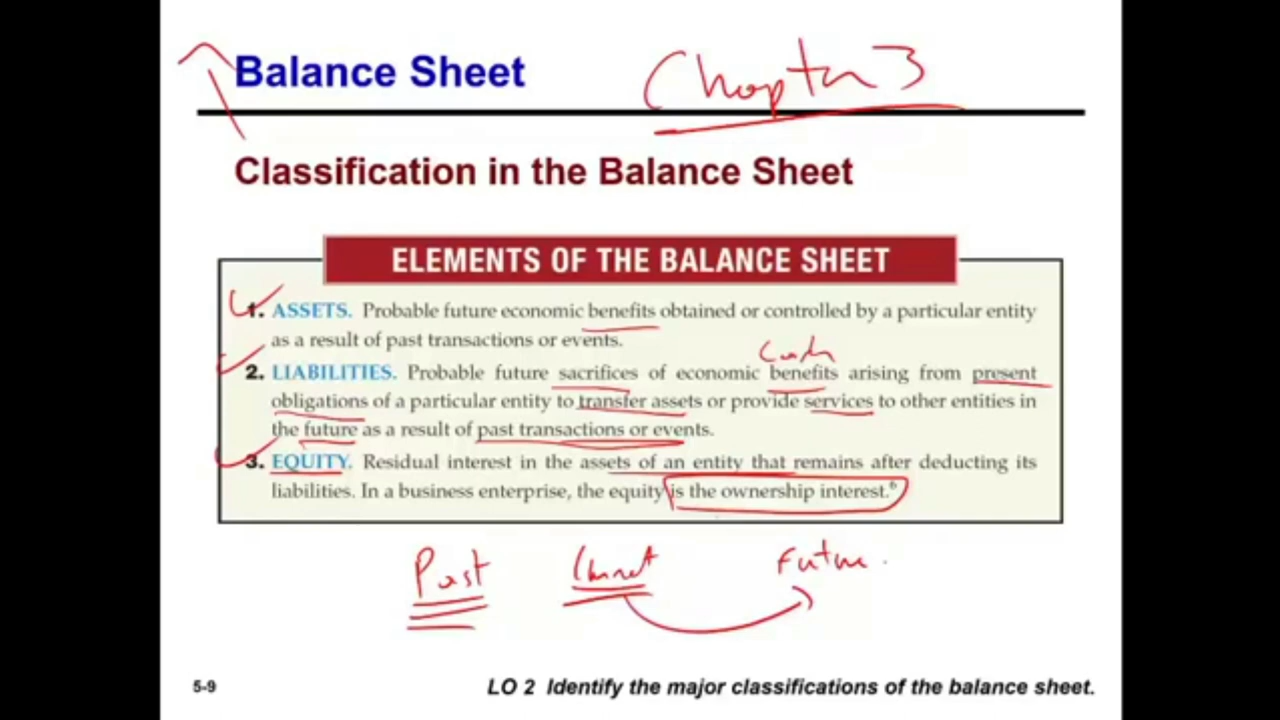 Balance Sheet
Chapter 3
Classification in the Balance Sheet
ELEMENTS OF THE BALANCE SHEET
1. ASSETS. Probable future economic benefits obtained or controlled by a particular entity
as a result of past transactions or events.
Cash
2. LIABILITIES. Probable future sacrifices of economic benefits arising from present
obligations of a particular entity to transfer assets or provide services to other entities in
the future as a result of past transactions or events.
3. EQUITY. Residual interest in the assets of an entity that remains after deducting its
liabilities. In a business enterprise, the equity is the ownership interest.6
Past Current Future.
5-9
LO 2 Identify the major classifications of the balance sheet.